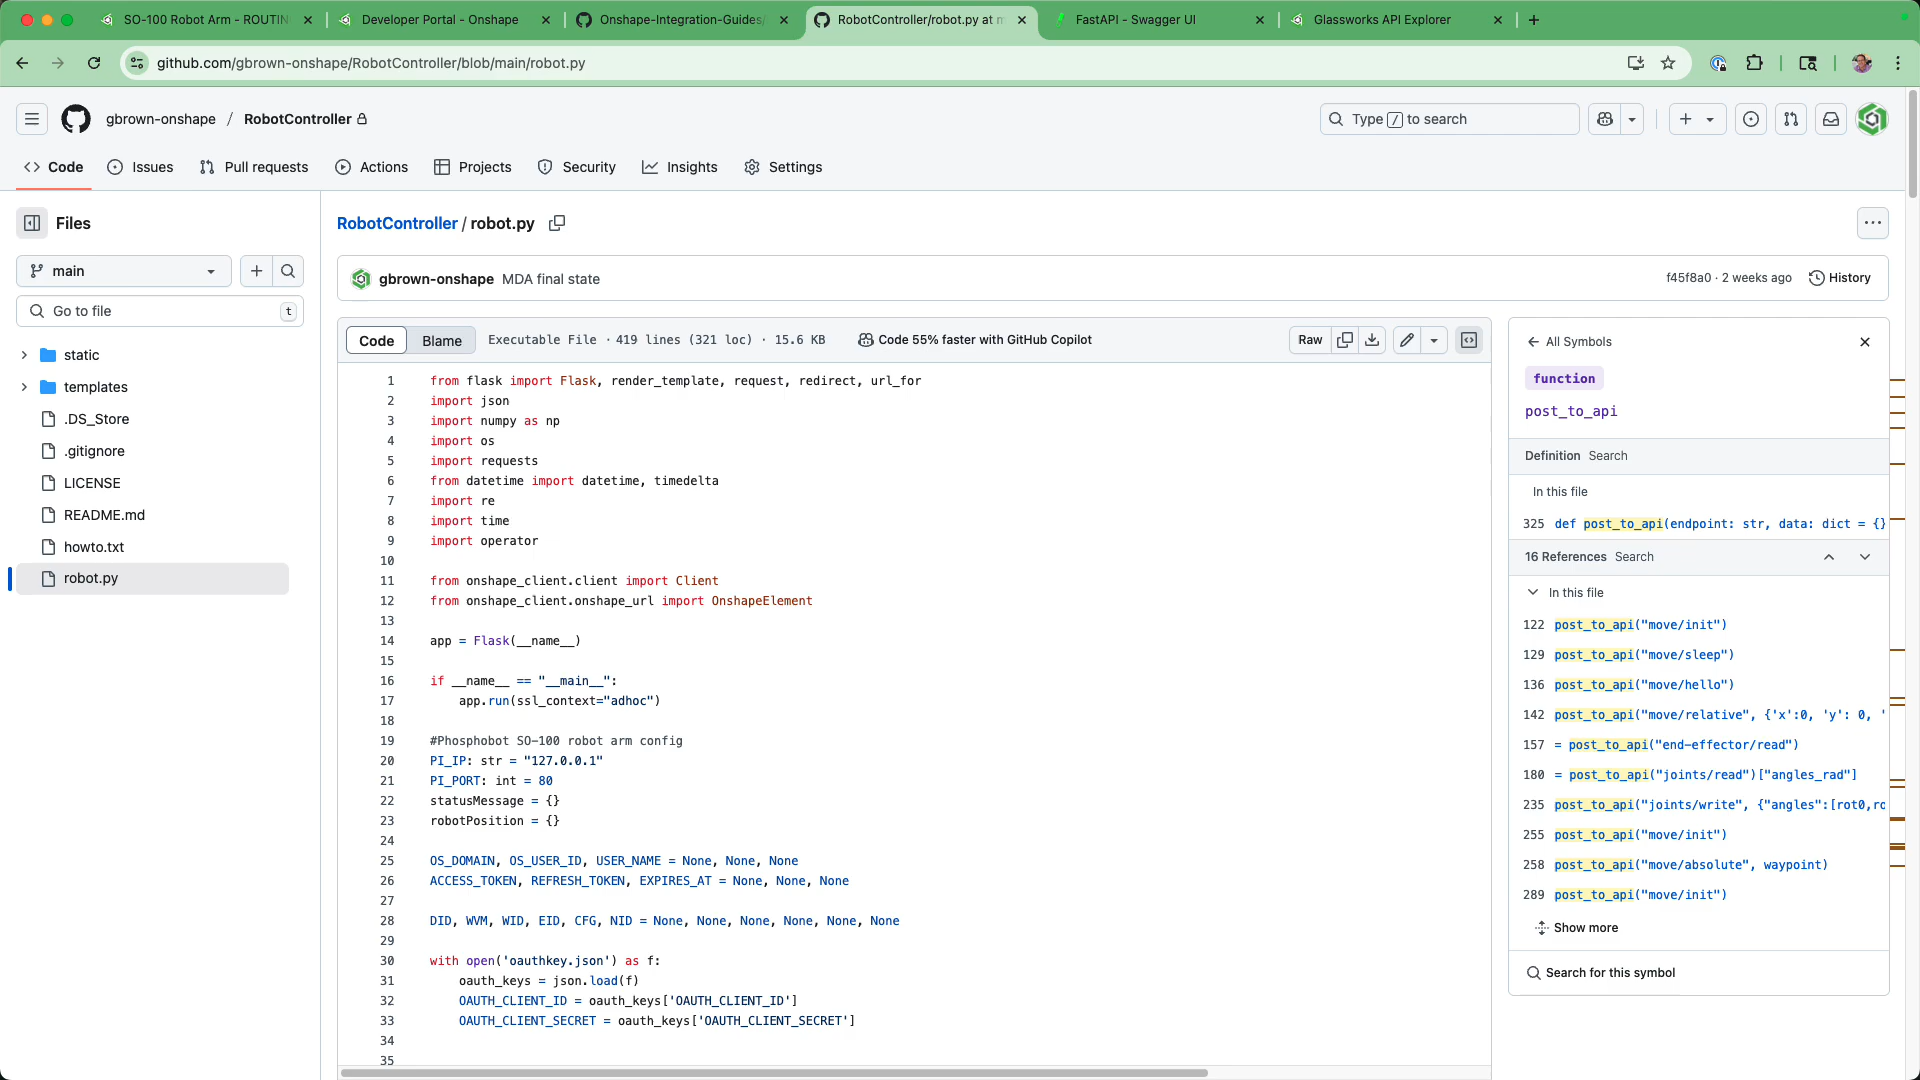 SO-100 Robot Arm - ROUTIN
Developer Portal - Onshape
Onshape-Integration-Guides/
RobotController/robot.py at m
FastAPI - Swagger UI
Glassworks API Explorer
github.com/gbrown-onshape/RobotController/blob/main/robot.py
gbrown-onshape / RobotController
Type / to search
Code
Issues
Pull requests
Actions
Projects
Security
Insights
Settings
Files
main
Go to file
t
static
templates
.DS_Store
.gitignore
LICENSE
README.md
howto.txt
robot.py
RobotController / robot.py
gbrown-onshape MDA final state
f45f8a0 · 2 weeks ago
History
Code
Blame
Executable File · 419 lines (321 loc) · 15.6 KB
Code 55% faster with GitHub Copilot
Raw
1 from flask import Flask, render_template, request, redirect, url_for
2 import json
3 import numpy as np
4 import os
5 import requests
6 from datetime import datetime, timedelta
7 import re
8 import time
9 import operator
10
11 from onshape_client.client import Client
12 from onshape_client.onshape_url import OnshapeElement
13
14 app = Flask(__name__)
15
16 if __name__ == "__main__":
17 app.run(ssl_context="adhoc")
18
19 #Phosphobot SO-100 robot arm config
20 PI_IP: str = "127.0.0.1"
21 PI_PORT: int = 80
22 statusMessage = {}
23 robotPosition = {}
24
25 OS_DOMAIN, OS_USER_ID, USER_NAME = None, None, None
26 ACCESS_TOKEN, REFRESH_TOKEN, EXPIRES_AT = None, None, None
27
28 DID, WVM, WID, EID, CFG, NID = None, None, None, None, None, None
29
30 with open('oauthkey.json') as f:
31 oauth_keys = json.load(f)
32 OAUTH_CLIENT_ID = oauth_keys['OAUTH_CLIENT_ID']
33 OAUTH_CLIENT_SECRET = oauth_keys['OAUTH_CLIENT_SECRET']
34
35
All Symbols
function
post_to_api
Definition Search
In this file
325 def post_to_api(endpoint: str, data: dict = {}
16 References Search
In this file
122 post_to_api("move/init")
129 post_to_api("move/sleep")
136 post_to_api("move/hello")
142 post_to_api("move/relative", {'x':0, 'y': 0, '
157 = post_to_api("end-effector/read")
180 = post_to_api("joints/read")["angles_rad"]
235 post_to_api("joints/write", {"angles":[rot0,ro
255 post_to_api("move/init")
258 post_to_api("move/absolute", waypoint)
289 post_to_api("move/init")
Show more
Search for this symbol